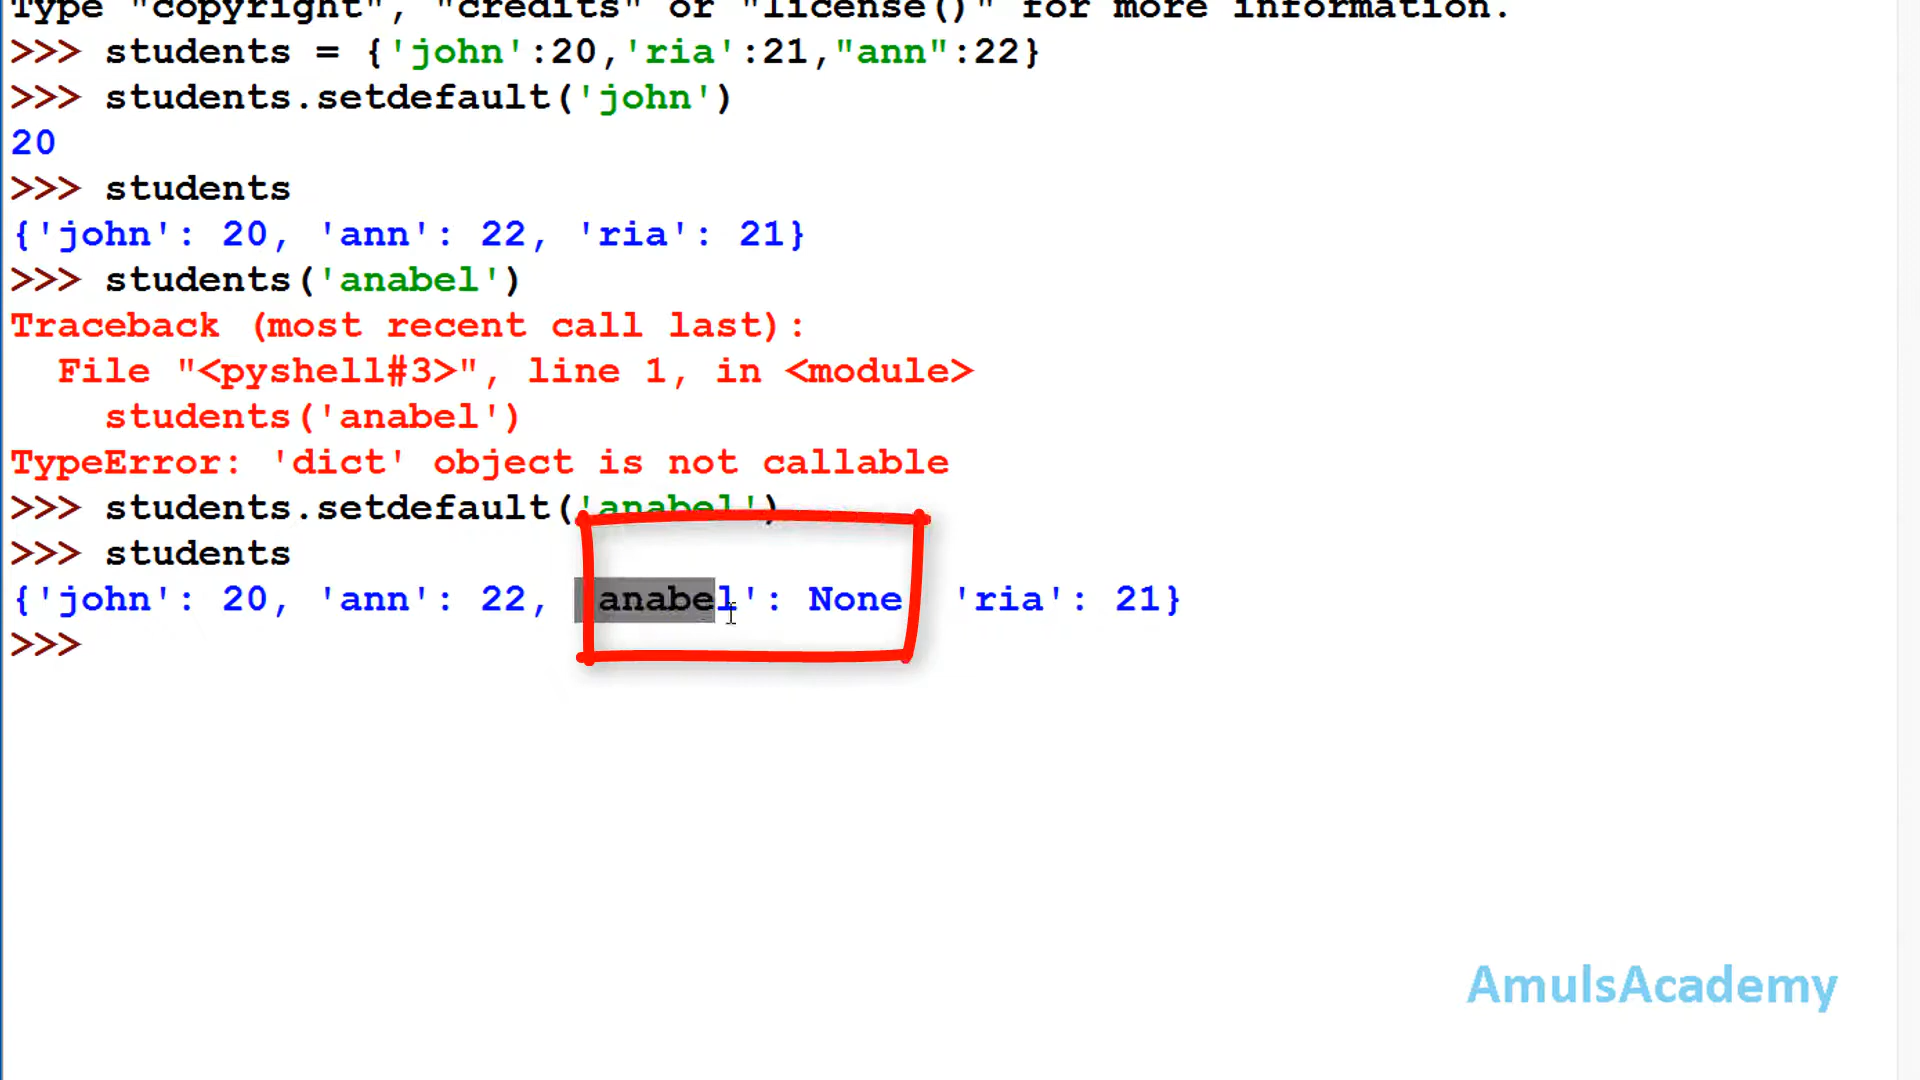 Type "copyright", "credits" or "license()" for more information.
>>> students = {'john':20,'ria':21,"ann":22}
>>> students.setdefault('john')
20
>>> students
{'john': 20, 'ann': 22, 'ria': 21}
>>> students('anabel')
Traceback (most recent call last):
  File "<pyshell#3>", line 1, in <module>
    students('anabel')
TypeError: 'dict' object is not callable
>>> students.setdefault('anabel')
>>> students
{'john': 20, 'ann': 22, 'anabel': None, 'ria': 21}
>>>
AmulsAcademy